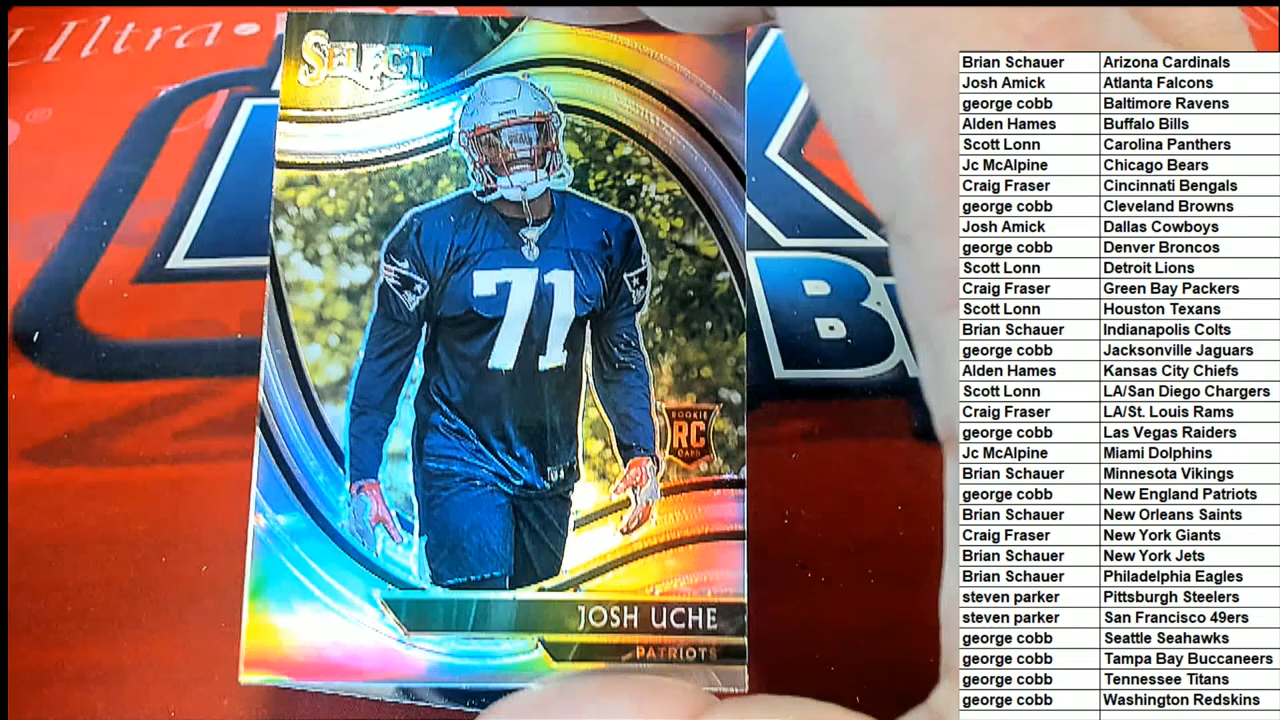 Ultra
SELECT
71
B
ROOKIE
RC
CARD
JOSH UCHE
PATRIOTS
Brian Schauer Arizona Cardinals
Josh Amick Atlanta Falcons
george cobb Baltimore Ravens
Alden Hames Buffalo Bills
Scott Lonn Carolina Panthers
Jc McAlpine Chicago Bears
Craig Fraser Cincinnati Bengals
george cobb Cleveland Browns
Josh Amick Dallas Cowboys
george cobb Denver Broncos
Scott Lonn Detroit Lions
Craig Fraser Green Bay Packers
Scott Lonn Houston Texans
Brian Schauer Indianapolis Colts
george cobb Jacksonville Jaguars
Alden Hames Kansas City Chiefs
Scott Lonn LA/San Diego Chargers
Craig Fraser LA/St. Louis Rams
george cobb Las Vegas Raiders
Jc McAlpine Miami Dolphins
Brian Schauer Minnesota Vikings
george cobb New England Patriots
Brian Schauer New Orleans Saints
Craig Fraser New York Giants
Brian Schauer New York Jets
Brian Schauer Philadelphia Eagles
steven parker Pittsburgh Steelers
steven parker San Francisco 49ers
george cobb Seattle Seahawks
george cobb Tampa Bay Buccaneers
george cobb Tennessee Titans
george cobb Washington Redskins